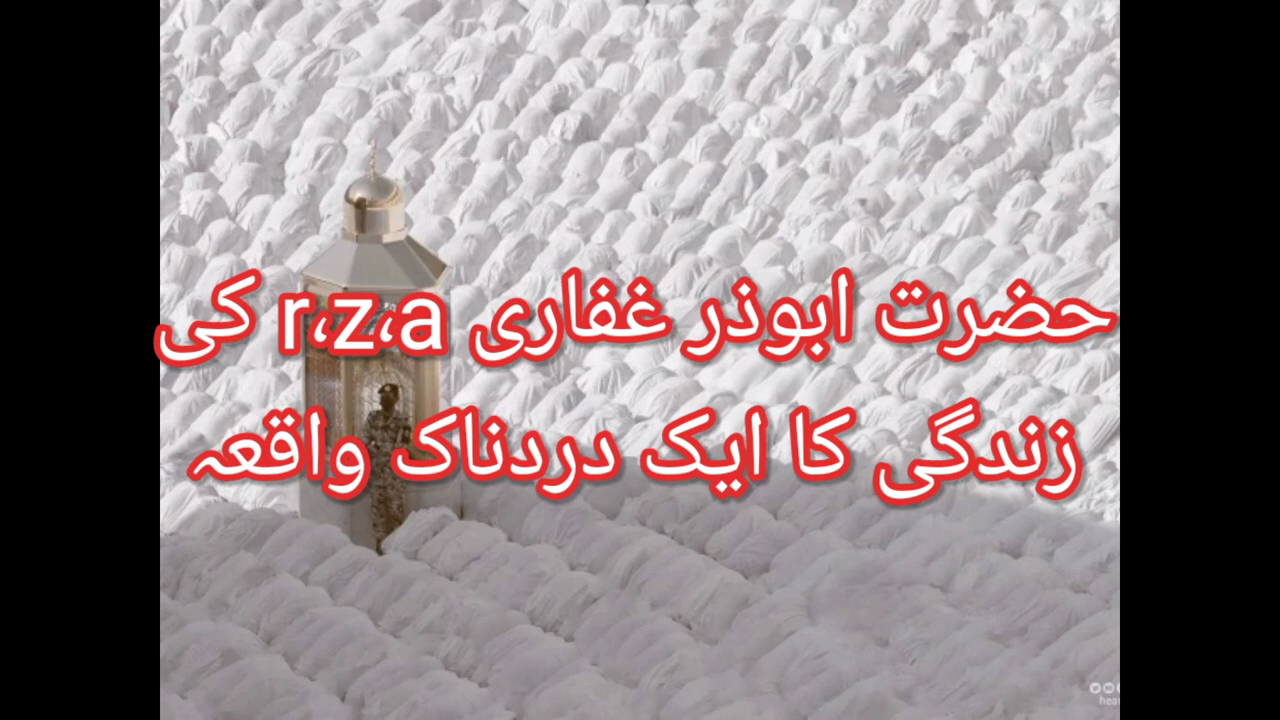 حضرت ابوذر غفاری r،z،a کی
زندگی کا ایک دردناک واقعہ